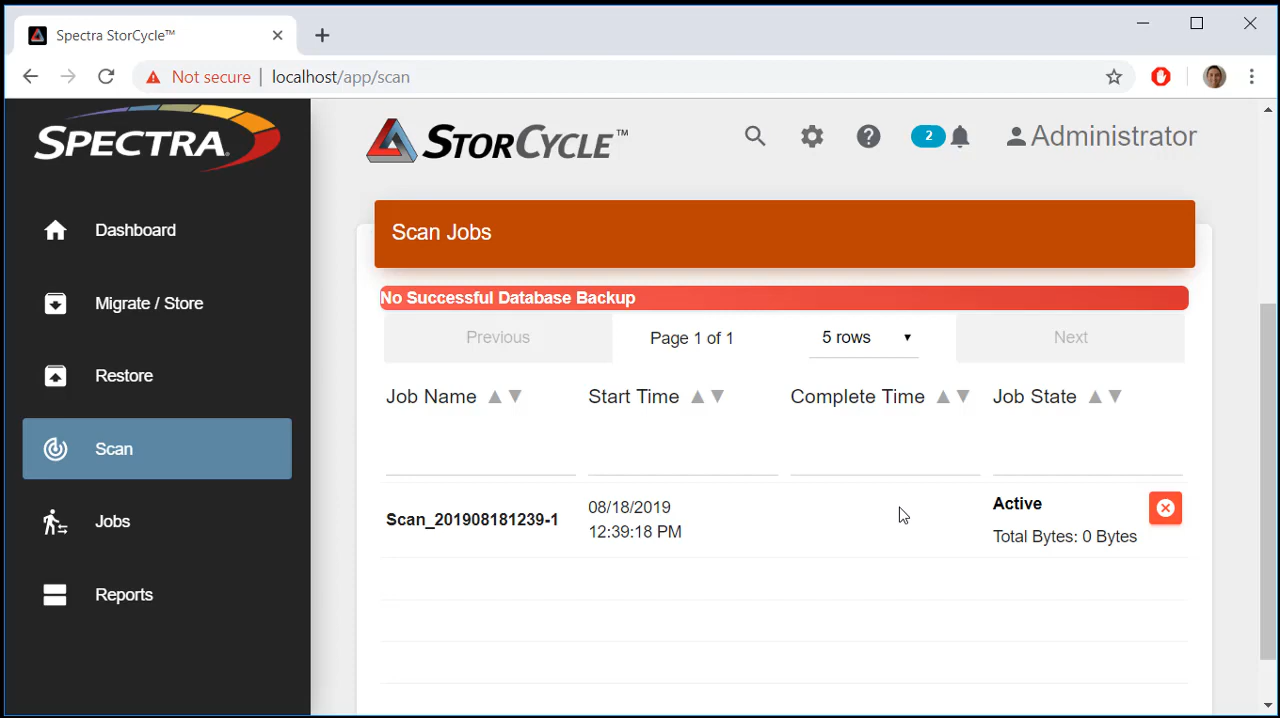 Spectra StorCycle™
Not secure | localhost/app/scan
SPECTRA.
STORCYCLE™
2
Administrator
Dashboard
Migrate / Store
Restore
Scan
Jobs
Reports
Scan Jobs
No Successful Database Backup
Previous
Page 1 of 1
5 rows
Next
Job Name
Start Time
Complete Time
Job State
Scan_201908181239-1
08/18/2019
12:39:18 PM
Active
Total Bytes: 0 Bytes